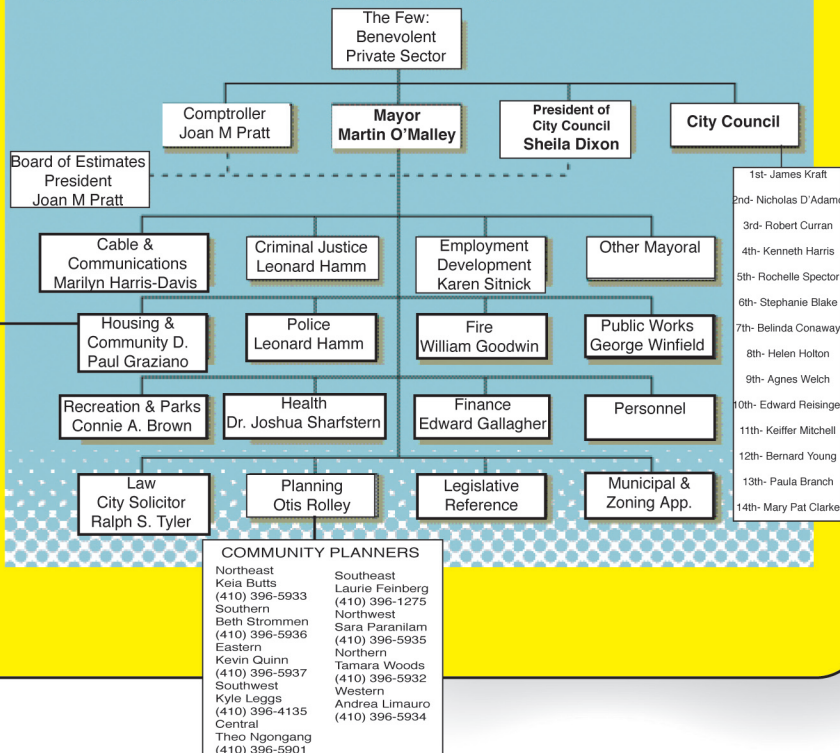 The Few:
Benevolent
Private Sector
Comptroller
Joan M Pratt
Mayor
Martin O'Malley
President of
City Council
Sheila Dixon
City Council
Board of Estimates
President
Joan M Pratt
1st- James Kraft
2nd- Nicholas D'Adamo
3rd- Robert Curran
4th- Kenneth Harris
5th- Rochelle Spector
6th- Stephanie Blake
7th- Belinda Conaway
8th- Helen Holton
9th- Agnes Welch
10th- Edward Reisinge
11th- Keiffer Mitchell
12th- Bernard Young
13th- Paula Branch
14th- Mary Pat Clarke
Cable &
Communications
Marilyn Harris-Davis
Criminal Justice
Leonard Hamm
Employment
Development
Karen Sitnick
Other Mayoral
Housing &
Community D.
Paul Graziano
Police
Leonard Hamm
Fire
William Goodwin
Public Works
George Winfield
Recreation & Parks
Connie A. Brown
Health
Dr. Joshua Sharfstern
Finance
Edward Gallagher
Personnel
Law
City Solicitor
Ralph S. Tyler
Planning
Otis Rolley
Legislative
Reference
Municipal &
Zoning App.
COMMUNITY PLANNERS
Northeast
Keia Butts
(410) 396-5933
Southern
Beth Strommen
(410) 396-5936
Eastern
Kevin Quinn
(410) 396-5937
Southwest
Kyle Leggs
(410) 396-4135
Central
Theo Ngongang
(410) 396-5901
Southeast
Laurie Feinberg
(410) 396-1275
Northwest
Sara Paranilam
(410) 396-5935
Northern
Tamara Woods
(410) 396-5932
Western
Andrea Limauro
(410) 396-5934